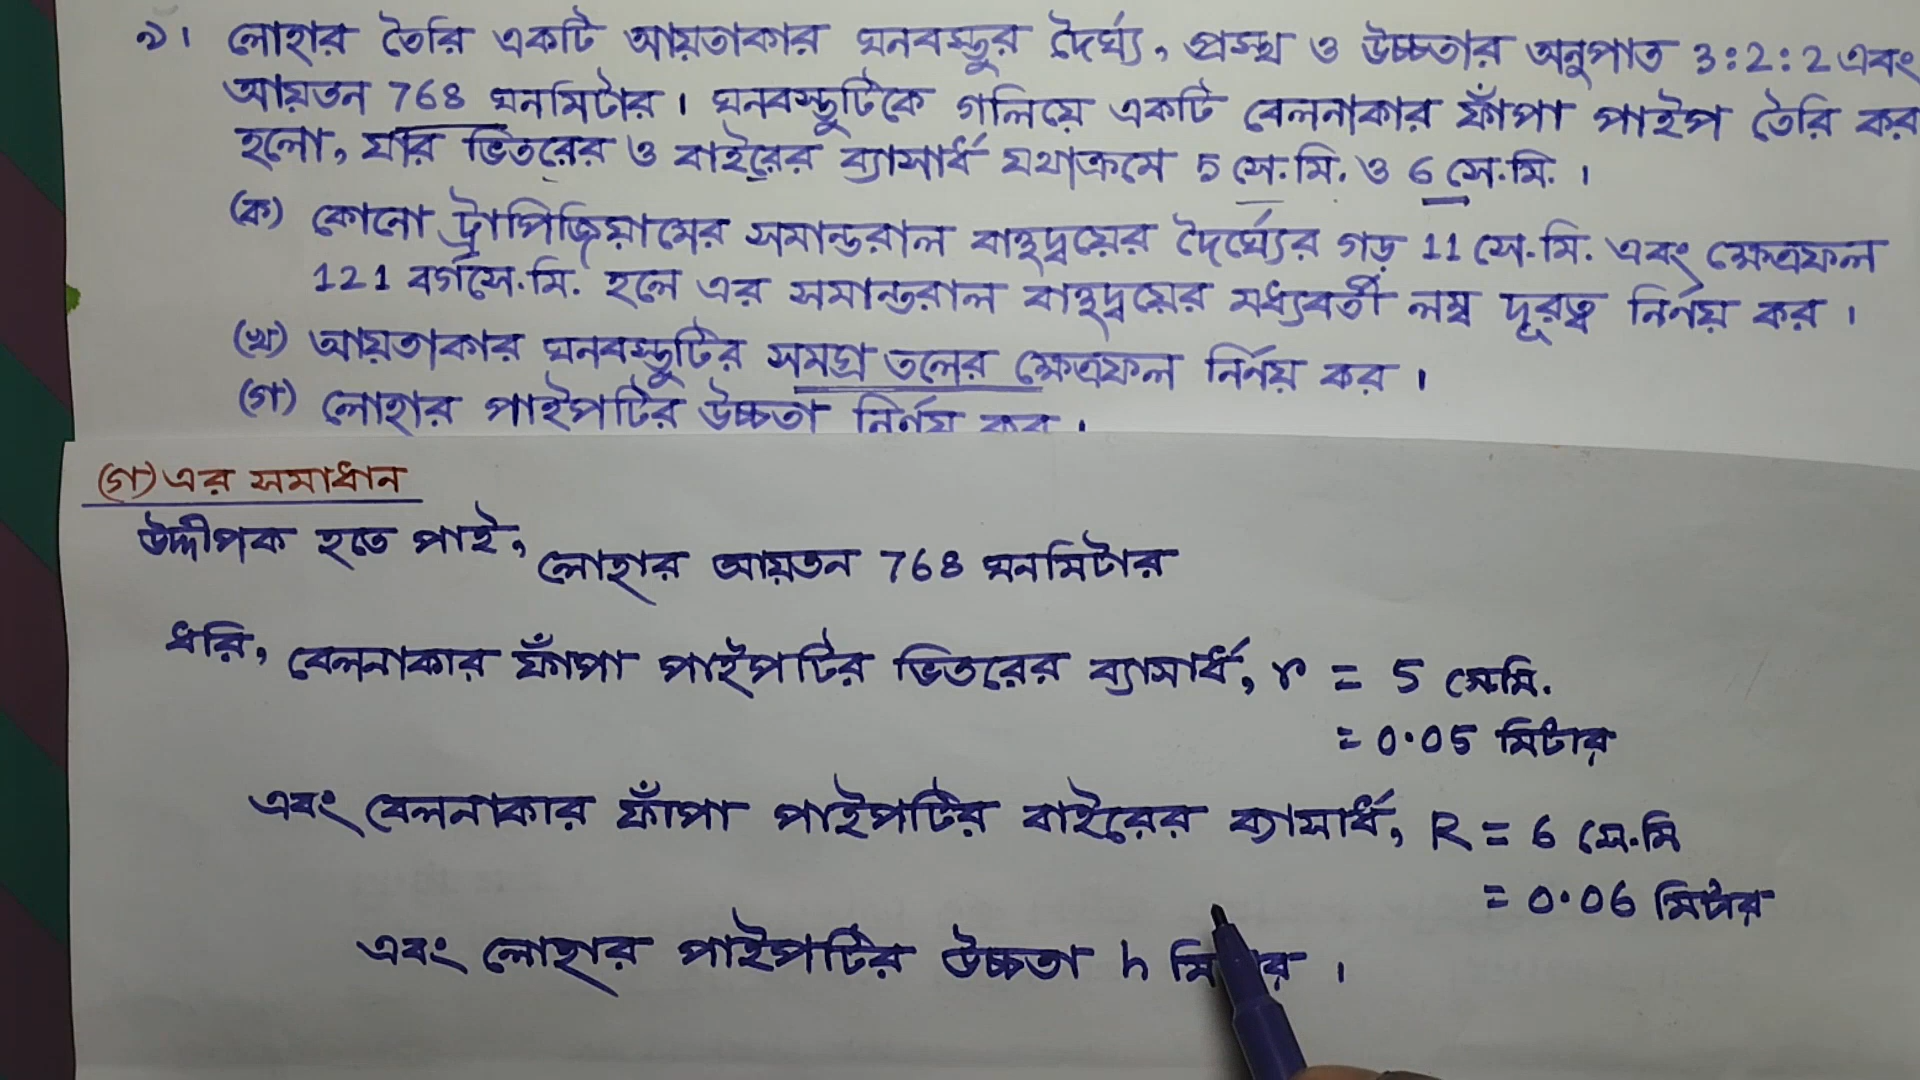 ৯। লোহার তৈরি একটি আয়তাকার ঘনবস্তুর দৈর্ঘ্য, প্রস্থ ও উচ্চতার অনুপাত 3:2:2 এবং
আয়তন 768 ঘনমিটার। ঘনবস্তুটিকে গলিয়ে একটি বেলনাকার ফাঁপা পাইপ তৈরি কর
হলো, যার ভিতরের ও বাইরের ব্যাসার্ধ যথাক্রমে 5 সে.মি. ও 6 সে.মি. ।
(ক) কোনো ট্রাপিজিয়ামের সমান্তরাল বাহুদ্বয়ের দৈর্ঘ্যের গড় 11 সে.মি. এবং ক্ষেত্রফল
121 বর্গসে.মি. হলে এর সমান্তরাল বাহুদ্বয়ের মধ্যবর্তী লম্ব দূরত্ব নির্ণয় কর।
(খ) আয়তাকার ঘনবস্তুটির সমগ্র তলের ক্ষেত্রফল নির্ণয় কর।
(গ) লোহার পাইপটির উচ্চতা নির্ণয় কর।
(গ) এর সমাধান
উদ্দীপক হতে পাই,
লোহার আয়তন 768 ঘনমিটার
ধরি, বেলনাকার ফাঁপা পাইপটির ভিতরের ব্যাসার্ধ, r = 5 সে.মি.
= 0.05 মিটার
এবং বেলনাকার ফাঁপা পাইপটির বাইরের ব্যাসার্ধ, R = 6 সে.মি
= 0.06 মিটার
এবং লোহার পাইপটির উচ্চতা h